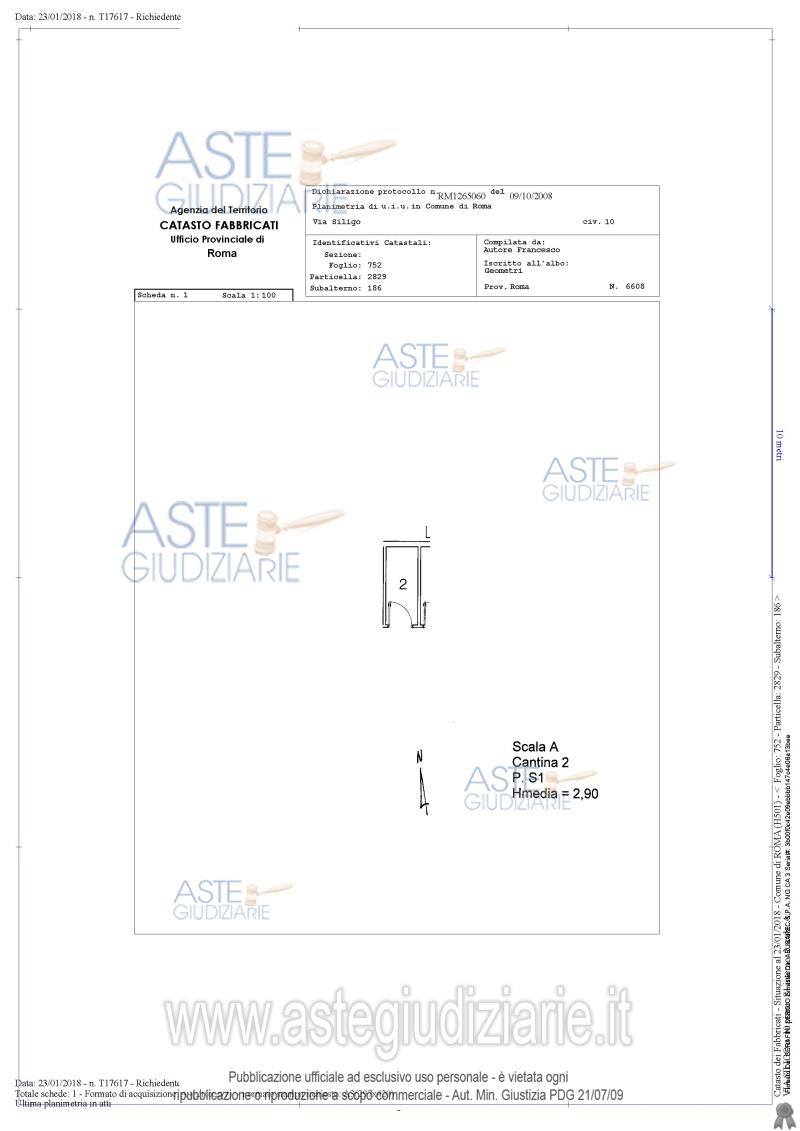 Data: 23/01/2018 - n. T17617 - Richiedente
ASTE
GIUDIZIARIE
Agenzia del Territorio
CATASTO FABBRICATI
Ufficio Provinciale di
Roma
Dichiarazione protocollo n. RM1265060 del 09/10/2008
Planimetria di u.i.u. in Comune di Roma
Via Siligo civ. 10
Identificativi Catastali:
Sezione:
Foglio: 752
Particella: 2829
Subalterno: 186
Compilata da:
Autore Francesco
Iscritto all'albo:
Geometri
Prov. Roma N. 6608
Scheda n. 1 Scala 1:100
ASTE
GIUDIZIARIE
10 metri
ASTE
GIUDIZIARIE
ASTE
GIUDIZIARIE
2
N
Scala A
Cantina 2
P. S1
Hmedia = 2,90
ASTE
GIUDIZIARIE
ASTE
GIUDIZIARIE
Catasto dei Fabbricati - Situazione al 23/01/2018 - Comune di ROMA (H501) - < Foglio: 752 - Particella: 2829 - Subalterno: 186 >
www.astegiudiziarie.it
Data: 23/01/2018 - n. T17617 - Richiedente
Totale schede: 1 - Formato di acquisizione
Ultima planimetria in atti
Pubblicazione ufficiale ad esclusivo uso personale - è vietata ogni
ripubblicazione o riproduzione a scopo commerciale - Aut. Min. Giustizia PDG 21/07/09